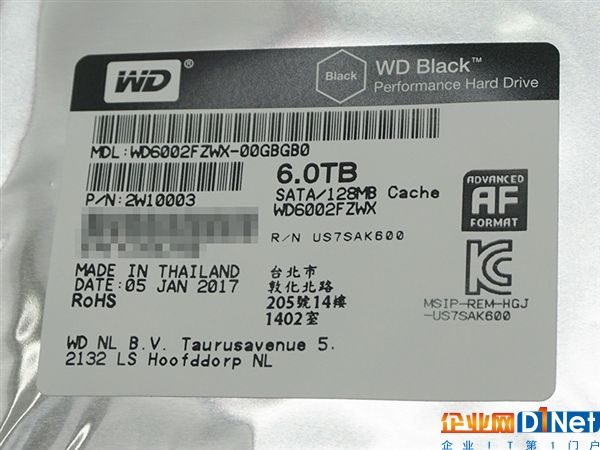 WD®
Black
WD Black™
Performance Hard Drive
MDL:WD6002FZWX-00GBGB0
P/N:2W10003
6.0TB
SATA/128MB Cache
WD6002FZWX
R/N US7SAK600
ADVANCED
AF
FORMAT
MADE IN THAILAND
DATE:05 JAN 2017
RoHS
台北市
敦化北路
205號14樓
1402室
MSIP-REM-HGJ
-US7SAK600
WD NL B.V. Taurusavenue 5.
2132 LS Hoofddorp NL
企业网D1Net
企业IT第1门户